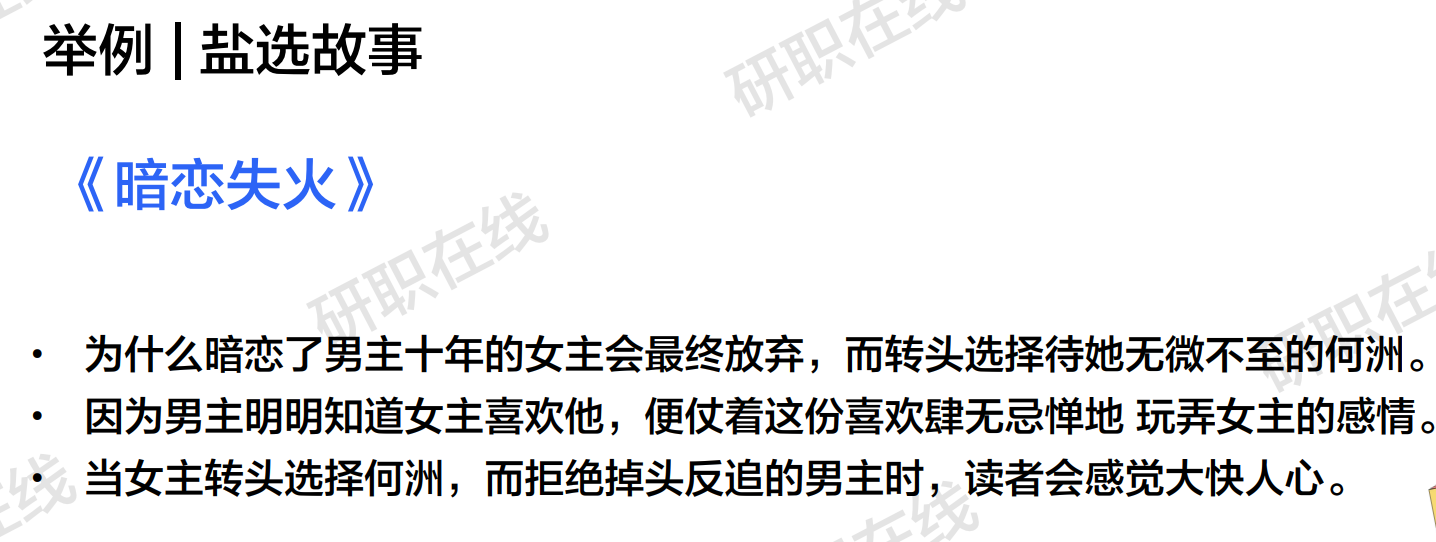 举例 | 盐选故事
《暗恋失火》
研职在线
研职在线
研职在线
• 为什么暗恋了男主十年的女主会最终放弃，而转头选择待她无微不至的何洲。
• 因为男主明明知道女主喜欢他，便仗着这份喜欢肆无忌惮地 玩弄女主的感情。
• 当女主转头选择何洲，而拒绝掉头反追的男主时，读者会感觉大快人心。
在线
在线